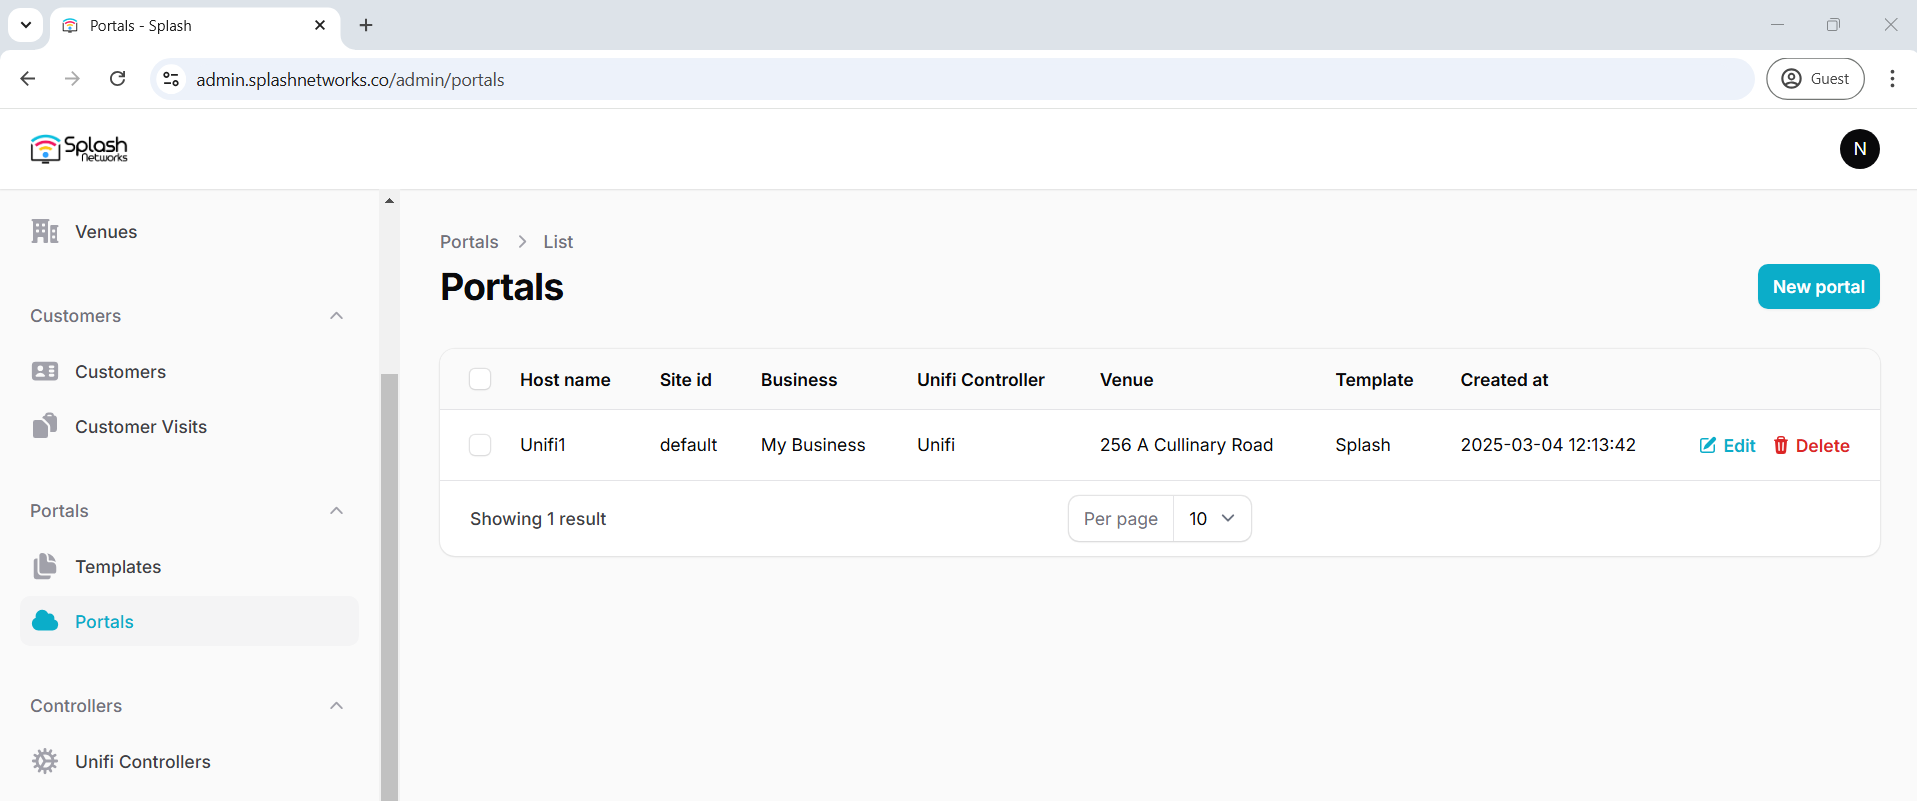 Portals - Splash
admin.splashnetworks.co/admin/portals
Guest
Splash
Networks
N
Venues
Customers
Customers
Customer Visits
Portals
Templates
Portals
Controllers
Unifi Controllers
Portals List
Portals
New portal
Host name Site id Business Unifi Controller Venue Template Created at
Unifi1 default My Business Unifi 256 A Cullinary Road Splash 2025-03-04 12:13:42 Edit Delete
Showing 1 result Per page 10